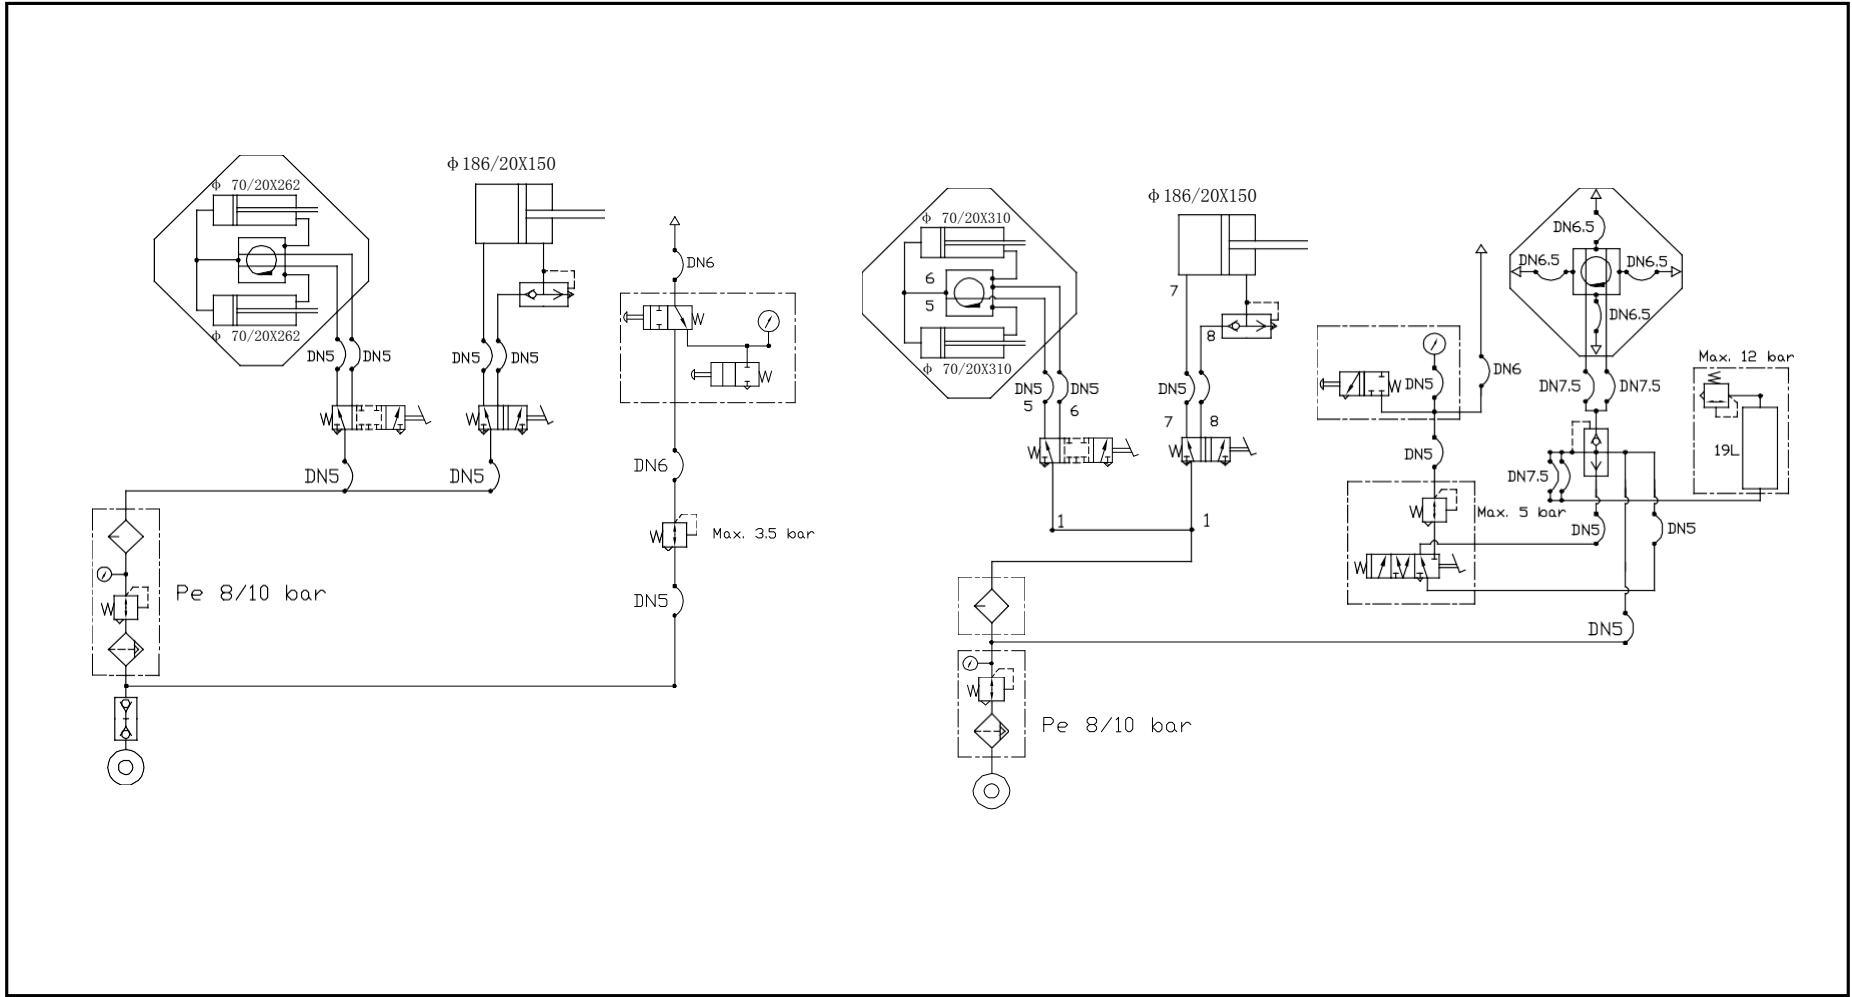 φ 186/20X150
φ 70/20X262
φ 70/20X262
DN5 DN5
DN5 DN5
DN6
DN5
DN5
DN6
Max. 3.5 bar
Pe 8/10 bar
DN5
φ 186/20X150
φ 70/20X310
6
5
φ 70/20X310
7
8
DN5 DN5
5 6
DN5
7 8
1
1
Pe 8/10 bar
DN6.5
DN6.5
DN6.5
DN6.5
DN6
DN5
DN7.5 DN7.5
Max. 12 bar
19L
DN5
DN7.5
Max. 5 bar
DN5
DN5
DN5